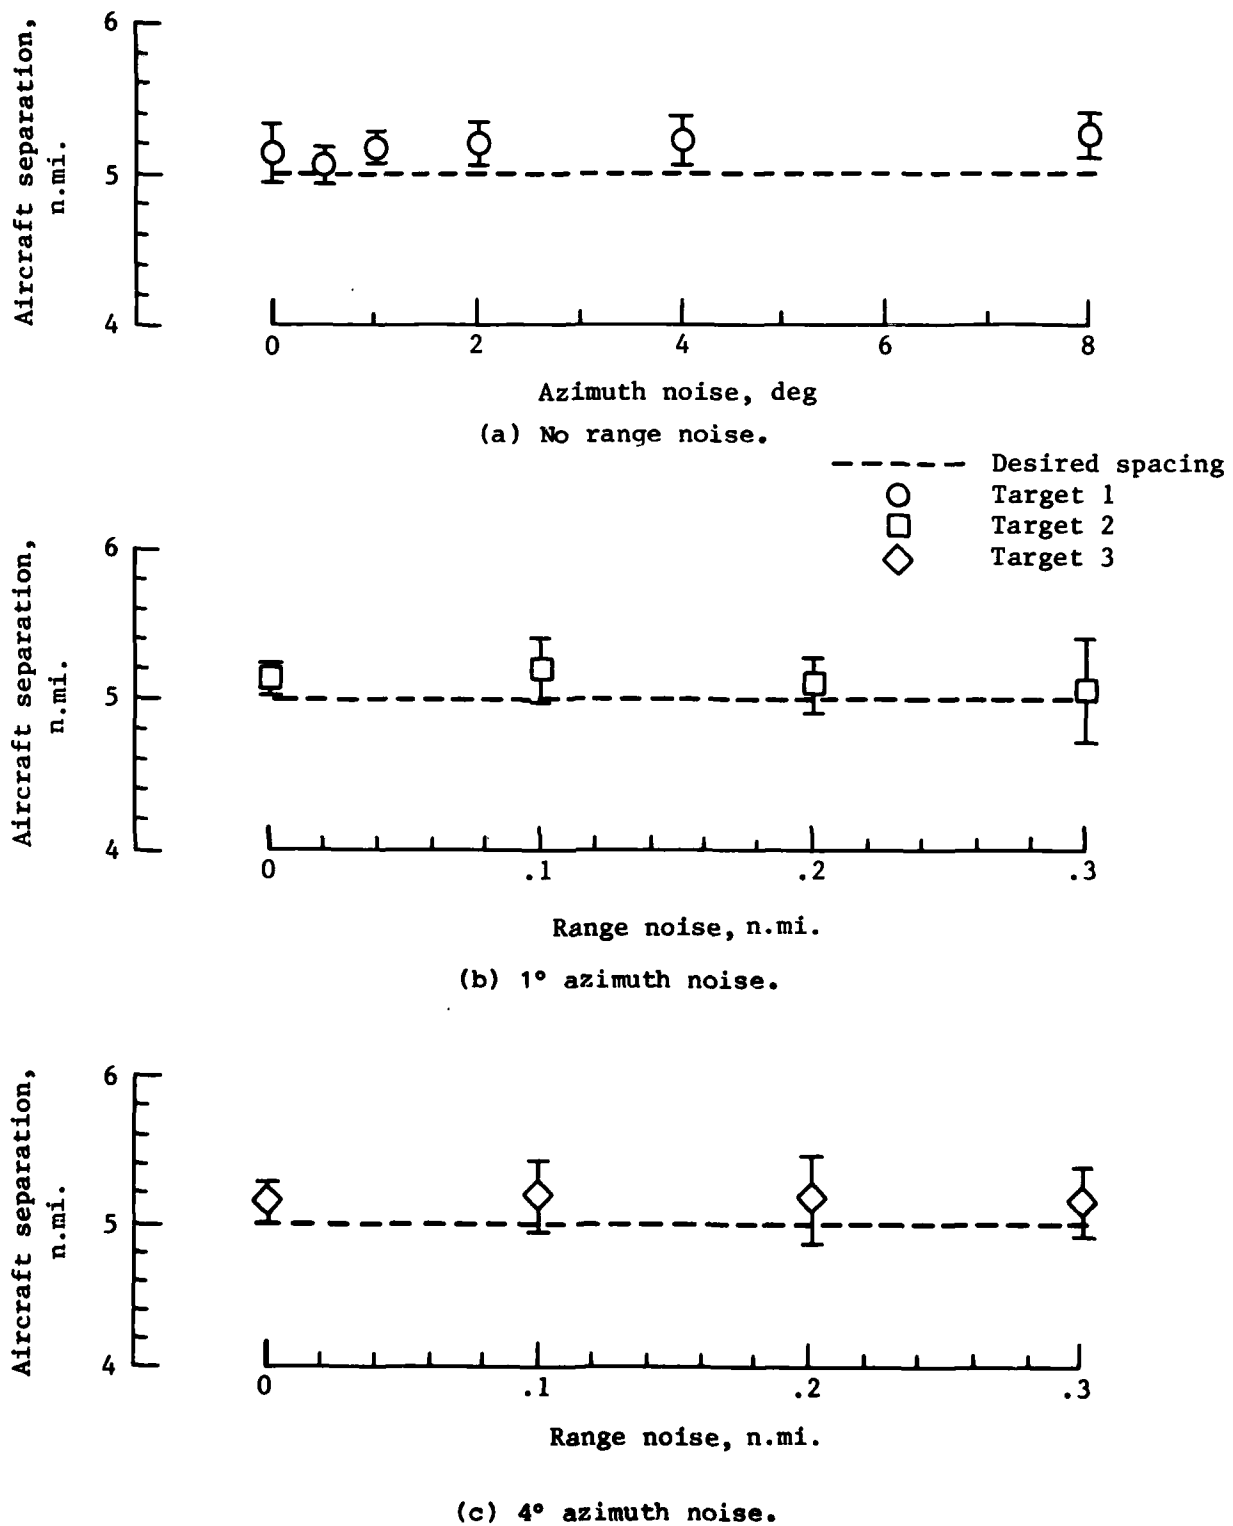 Aircraft separation,
n.mi.
6
5
4
0 2 4 6 8
Azimuth noise, deg
(a) No range noise.
Desired spacing
Target 1
Target 2
Target 3
Aircraft separation,
n.mi.
6
5
4
0 .1 .2 .3
Range noise, n.mi.
(b) 1° azimuth noise.
Aircraft separation,
n.mi.
6
5
4
0 .1 .2 .3
Range noise, n.mi.
(c) 4° azimuth noise.